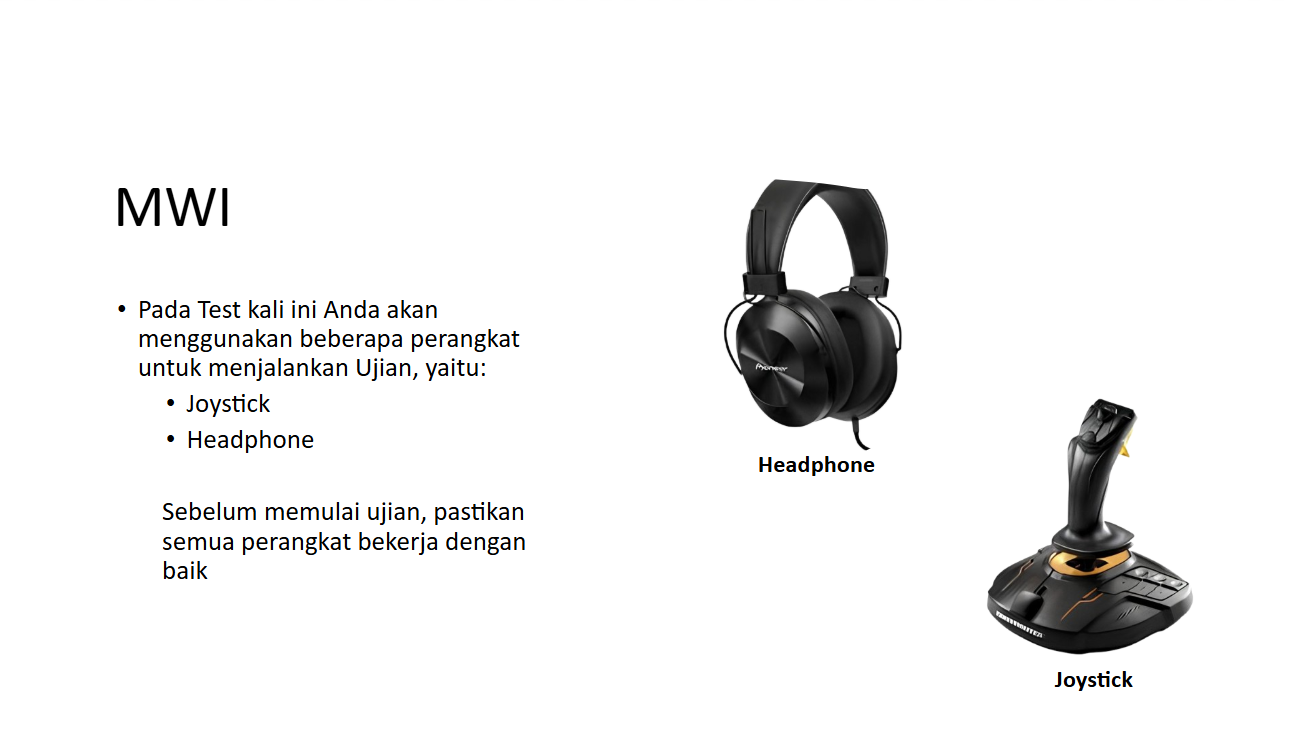 MWI
• Pada Test kali ini Anda akan
menggunakan beberapa perangkat
untuk menjalankan Ujian, yaitu:
• Joystick
• Headphone
Sebelum memulai ujian, pastikan
semua perangkat bekerja dengan
baik
Pioneer
Headphone
THRUSTMASTER
Joystick